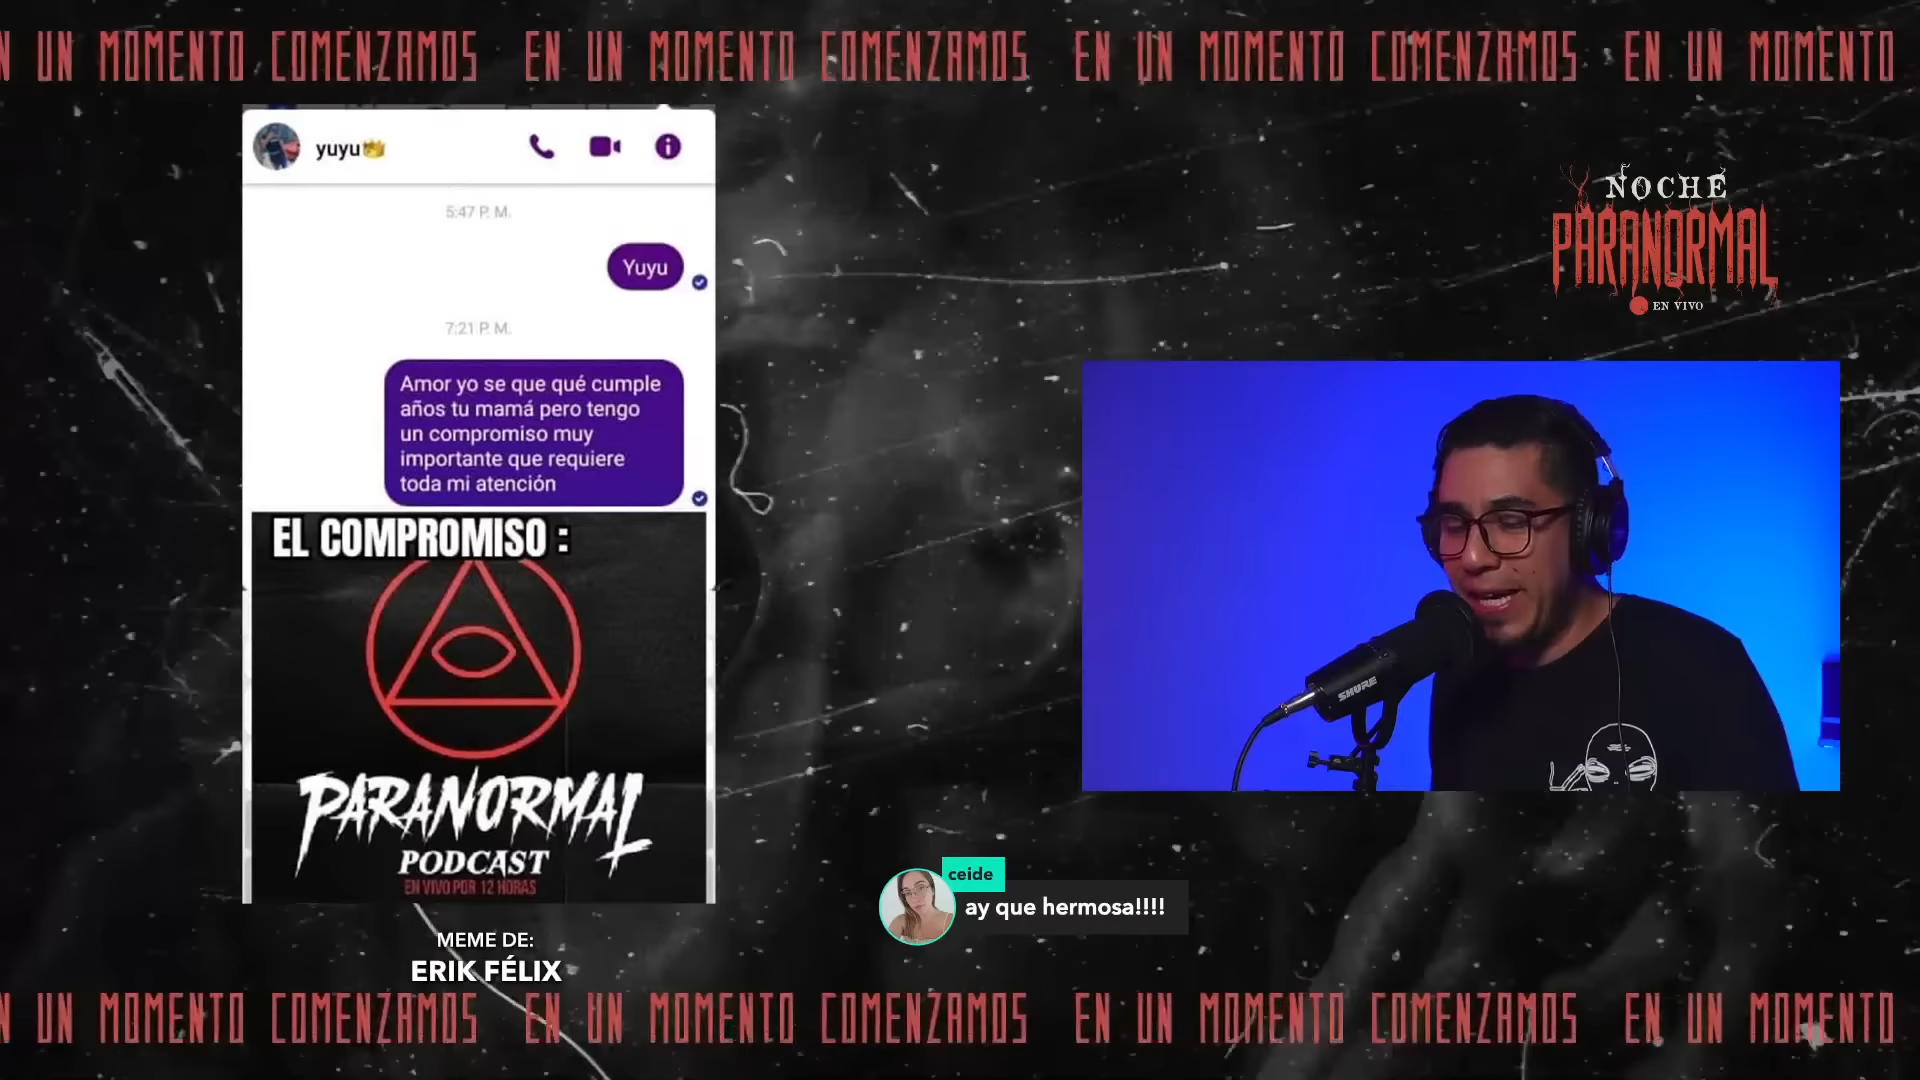 EN UN MOMENTO COMENZAMOS EN UN MOMENTO COMENZAMOS EN UN MOMENTO COMENZAMOS EN UN MOMENTO
yuyu👑
5:47 P. M.
Yuyu
7:21 P. M.
Amor yo se que qué cumple
años tu mamá pero tengo
un compromiso muy
importante que requiere
toda mi atención
EL COMPROMISO :
PARANORMAL
PODCAST
EN VIVO POR 12 HORAS
MEME DE:
ERIK FÉLIX
NOCHE
PARANORMAL
EN VIVO
SHURE
ceide
ay que hermosa!!!!
N UN MOMENTO COMENZAMOS EN UN MOMENTO COMENZAMOS EN UN MOMENTO COMENZAMOS EN UN MOMENTO